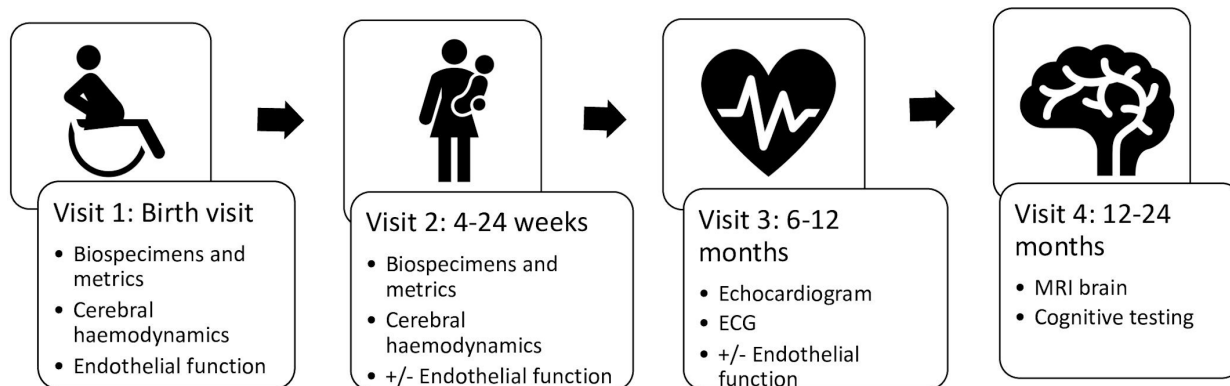 Visit 1: Birth visit
• Biospecimens and
metrics
• Cerebral
haemodynamics
• Endothelial function
Visit 2: 4-24 weeks
• Biospecimens and
metrics
• Cerebral
haemodynamics
• +/- Endothelial function
Visit 3: 6-12
months
• Echocardiogram
• ECG
• +/- Endothelial
function
Visit 4: 12-24
months
• MRI brain
• Cognitive testing